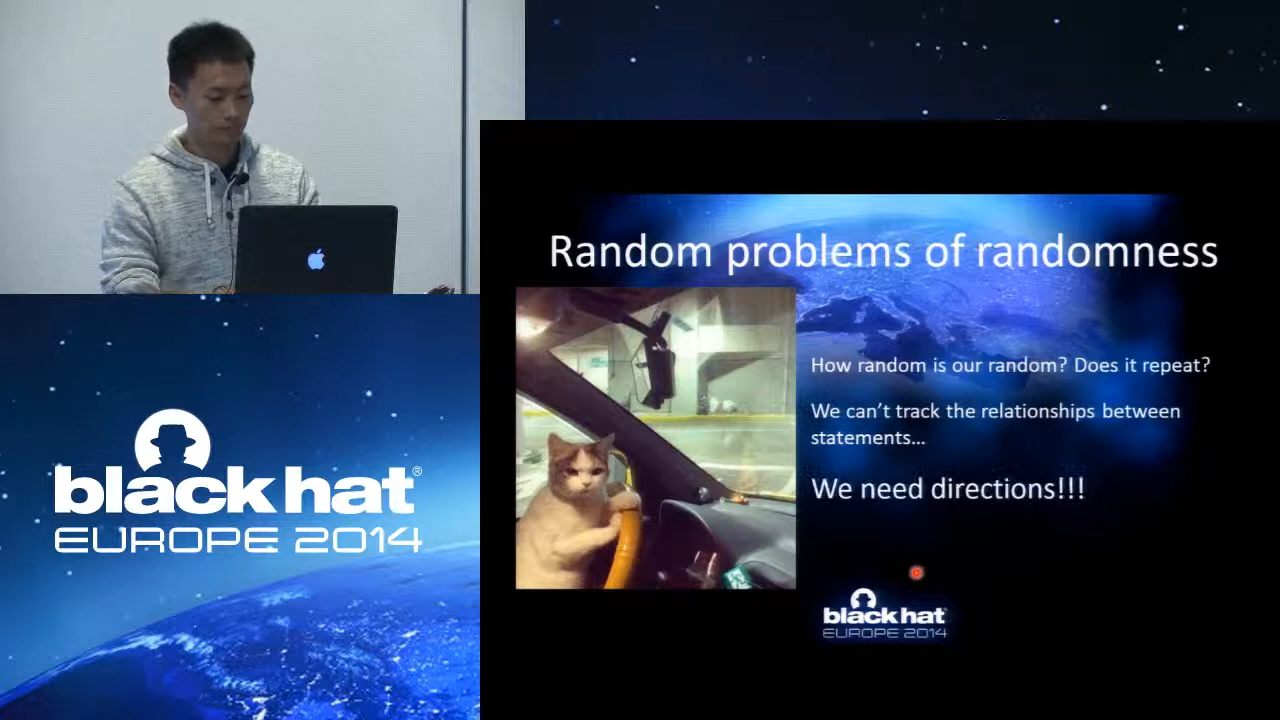 Random problems of randomness
How random is our random? Does it repeat?
We can't track the relationships between
statements...
We need directions!!!
black hat
EUROPE 2014
black hat®
EUROPE 2014